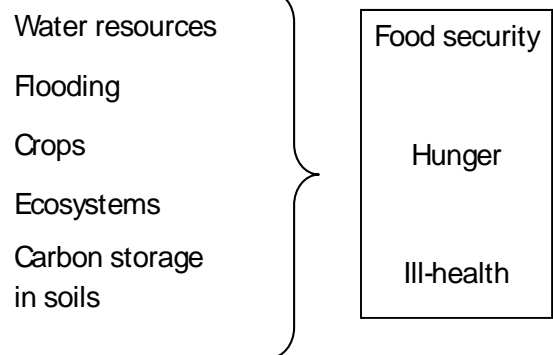 Water resources
Flooding
Crops
Ecosystems
Carbon storage
in soils
Food security
Hunger
Ill-health